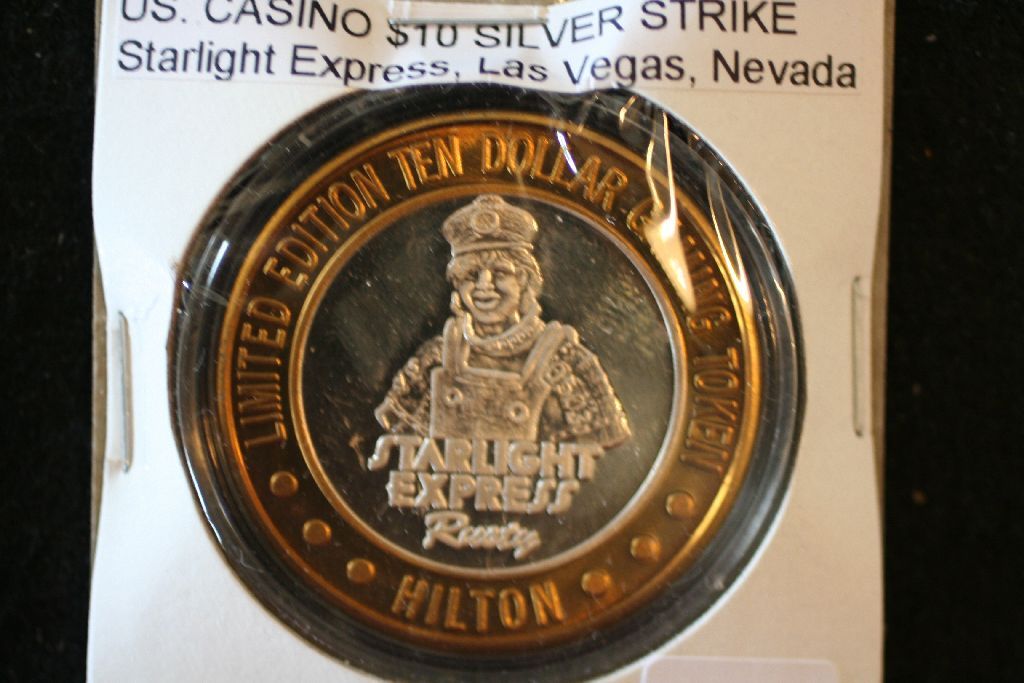 US. CASINO $10 SILVER STRIKE
Starlight Express, Las Vegas, Nevada
LIMITED EDITION TEN DOLLAR GAMING TOKEN
STARLIGHT
EXPRESS
Rusty
HILTON